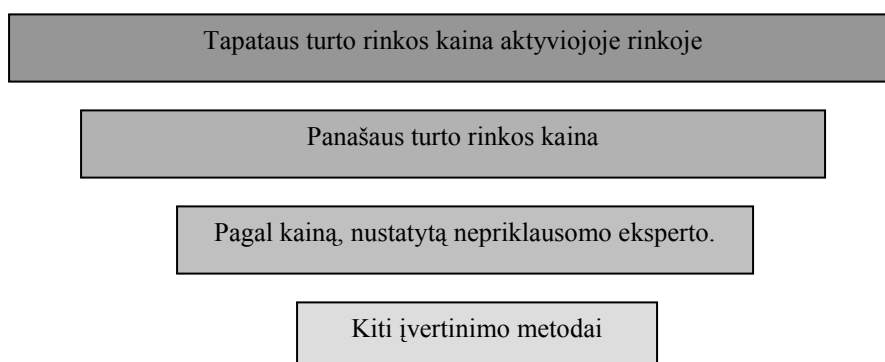 Tapataus turto rinkos kaina aktyviojoje rinkoje
Panašaus turto rinkos kaina
Pagal kainą, nustatytą nepriklausomo eksperto.
Kiti įvertinimo metodai